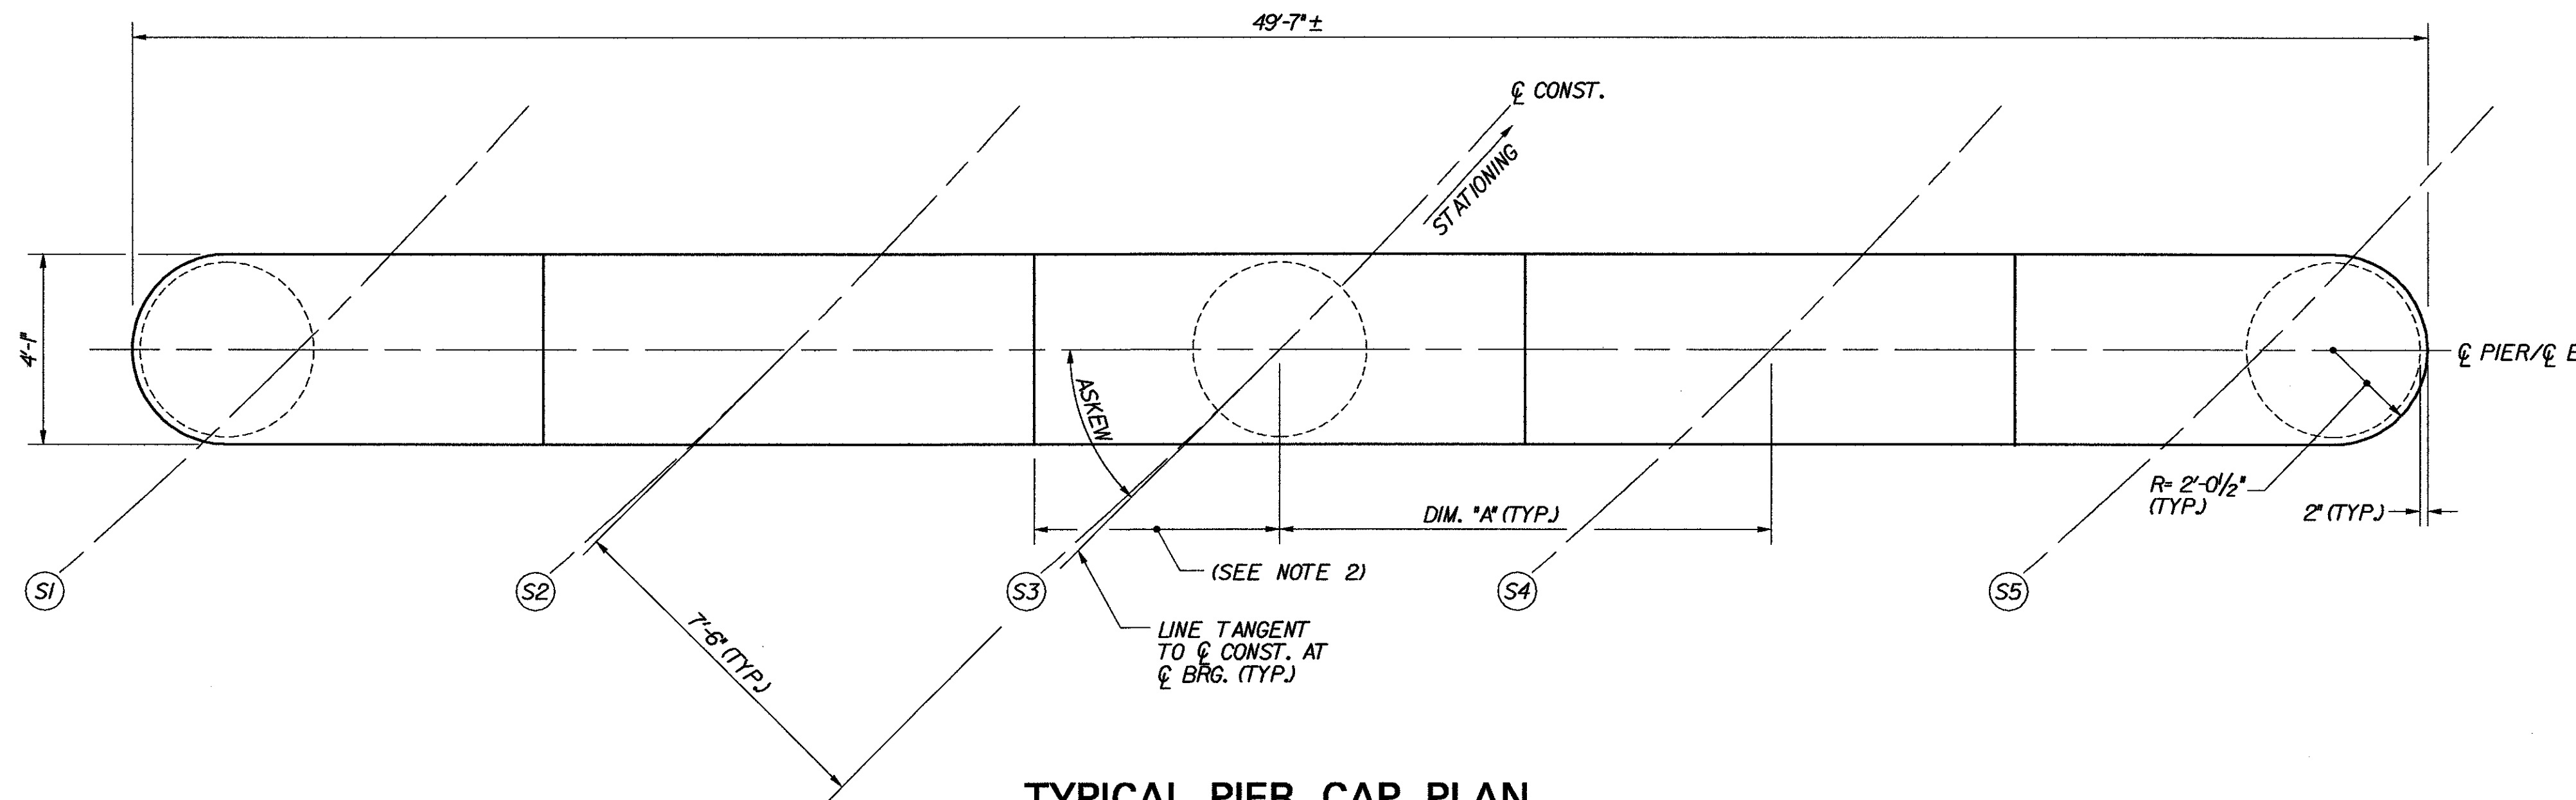 49'-7"±
℄ CONST.
STATIONING
4'-1"
ASKEW
℄ PIER/℄
R= 2'-0½"
(TYP.)
2" (TYP.)
DIM. "A" (TYP.)
(SEE NOTE 2)
S1
S2
S3
S4
S5
7'-6" (TYP.)
LINE TANGENT
TO ℄ CONST. AT
℄ BRG. (TYP.)
TYPICAL PIER CAP PLAN